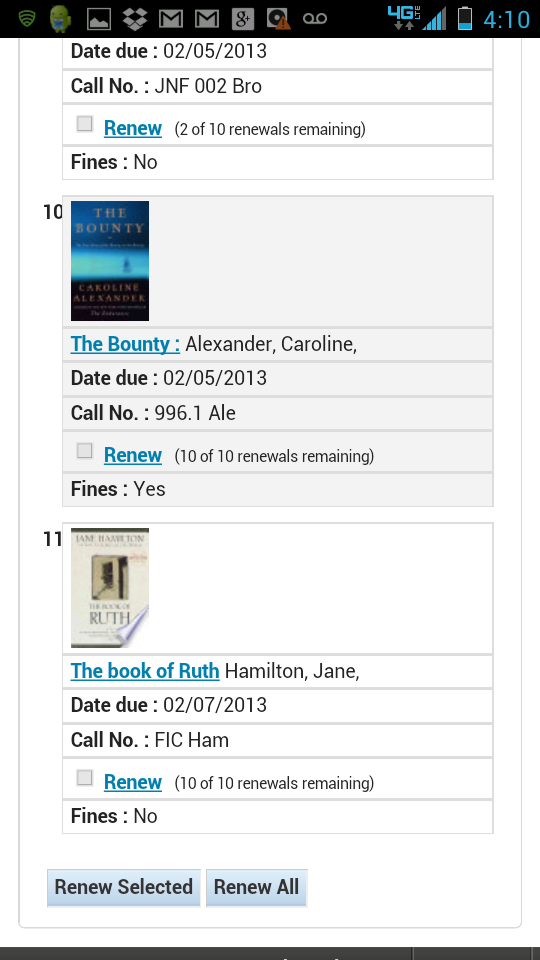 4G LTE 4:10
Date due : 02/05/2013
Call No. : JNF 002 Bro
Renew (2 of 10 renewals remaining)
Fines : No
10
THE
BOUNTY
CAROLINE
ALEXANDER
The Endurance
The Bounty : Alexander, Caroline,
Date due : 02/05/2013
Call No. : 996.1 Ale
Renew (10 of 10 renewals remaining)
Fines : Yes
11
JANE HAMILTON
THE BOOK OF
RUTH
The book of Ruth Hamilton, Jane,
Date due : 02/07/2013
Call No. : FIC Ham
Renew (10 of 10 renewals remaining)
Fines : No
Renew Selected Renew All